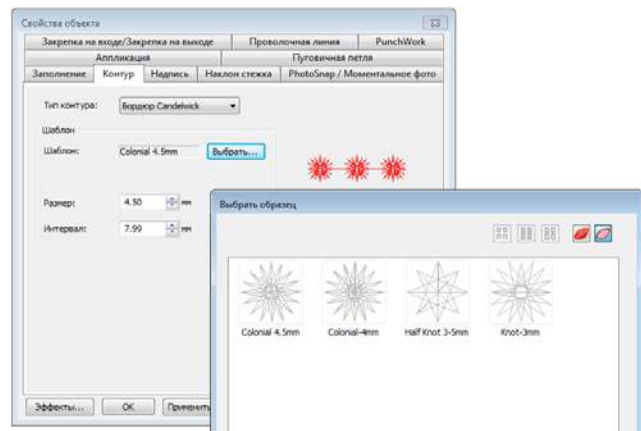 Свойства объекта
Закрепка на входе/Закрепка на выходе Проволочная линия PunchWork
Аппликация Пуговичная петля
Заполнение Контур Надпись Наклон стежка PhotoSnap / Моментальное фото
Тип контура: Бордюр Candelwick
Шаблон
Шаблон: Colonial 4.5mm Выбрать...
Размер: 4.50 мм
Интервал: 7.99 мм
Эффекты... OK Применить
Выбрать образец
Colonial 4.5mm Colonial-4mm Half Knot 3-5mm Knot-3mm